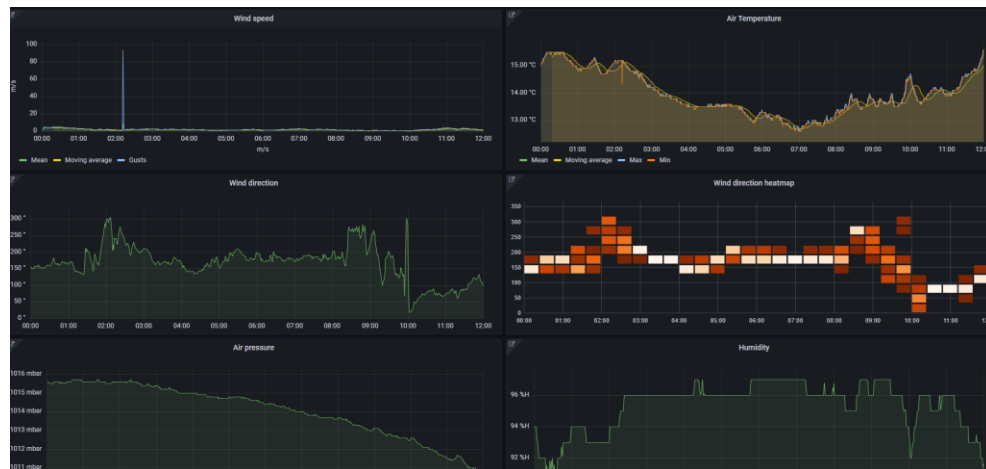 Wind speed
100
80
60
40
20
0
m/s
00:00 01:00 02:00 03:00 04:00 05:00 06:00 07:00 08:00 09:00 10:00 11:00 12:00
m/s
Mean Moving average Gusts
Air Temperature
15.00 °C
14.00 °C
13.00 °C
00:00 01:00 02:00 03:00 04:00 05:00 06:00 07:00 08:00 09:00 10:00 11:00 12:0
Mean Moving average Max Min
Wind direction
300 °
250 °
200 °
150 °
100 °
50 °
0 °
00:00 01:00 02:00 03:00 04:00 05:00 06:00 07:00 08:00 09:00 10:00 11:00 12:00
Wind direction heatmap
350
300
250
200
150
100
50
0
00:00 01:00 02:00 03:00 04:00 05:00 06:00 07:00 08:00 09:00 10:00 11:00
Air pressure
1016 mbar
1015 mbar
1014 mbar
1013 mbar
1012 mbar
1011 mbar
Humidity
96 %H
94 %H
92 %H